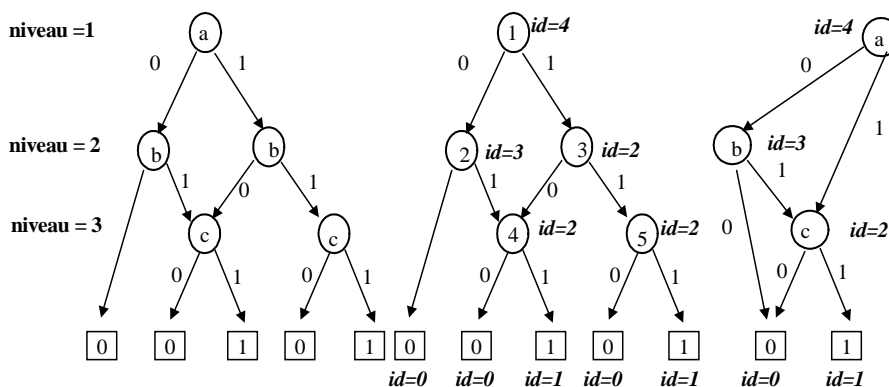 niveau =1 a 1 id=4 id=4 a
0 1 0 1 0
niveau = 2 b b 2 id=3 3 id=2 b id=3 1
1 0 1 1 0 1 1
niveau = 3 c c 4 id=2 5 id=2 0 c id=2
0 1 0 1 0 1 0 1 0 1
0 0 1 0 1 0 0 1 0 1 0 1
id=0 id=0 id=1 id=0 id=1 id=0 id=1